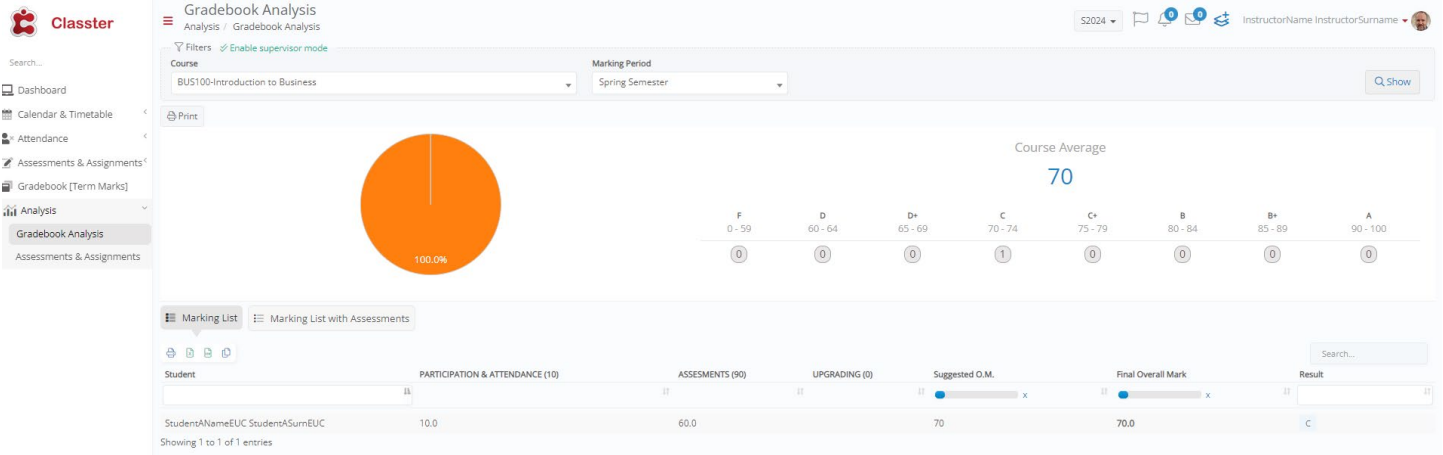 Classter
Gradebook Analysis
Analysis / Gradebook Analysis
S2024
0
0
InstructorName InstructorSurname
Search...
Dashboard
Calendar & Timetable
Attendance
Assessments & Assignments
Gradebook [Term Marks]
Analysis
Gradebook Analysis
Assessments & Assignments
Filters Enable supervisor mode
Course
Marking Period
BUS100-Introduction to Business
Spring Semester
Show
Print
100.0%
Course Average
70
F D D+ C C+ B B+ A
0 - 59 60 - 64 65 - 69 70 - 74 75 - 79 80 - 84 85 - 89 90 - 100
0 0 0 1 0 0 0 0
Marking List
Marking List with Assessments
Search...
Student PARTICIPATION & ATTENDANCE (10) ASSESMENTS (90) UPGRADING (0) Suggested O.M. Final Overall Mark Result
x x
StudentANameEUC StudentASurnEUC 10.0 60.0 70 70.0 C
Showing 1 to 1 of 1 entries